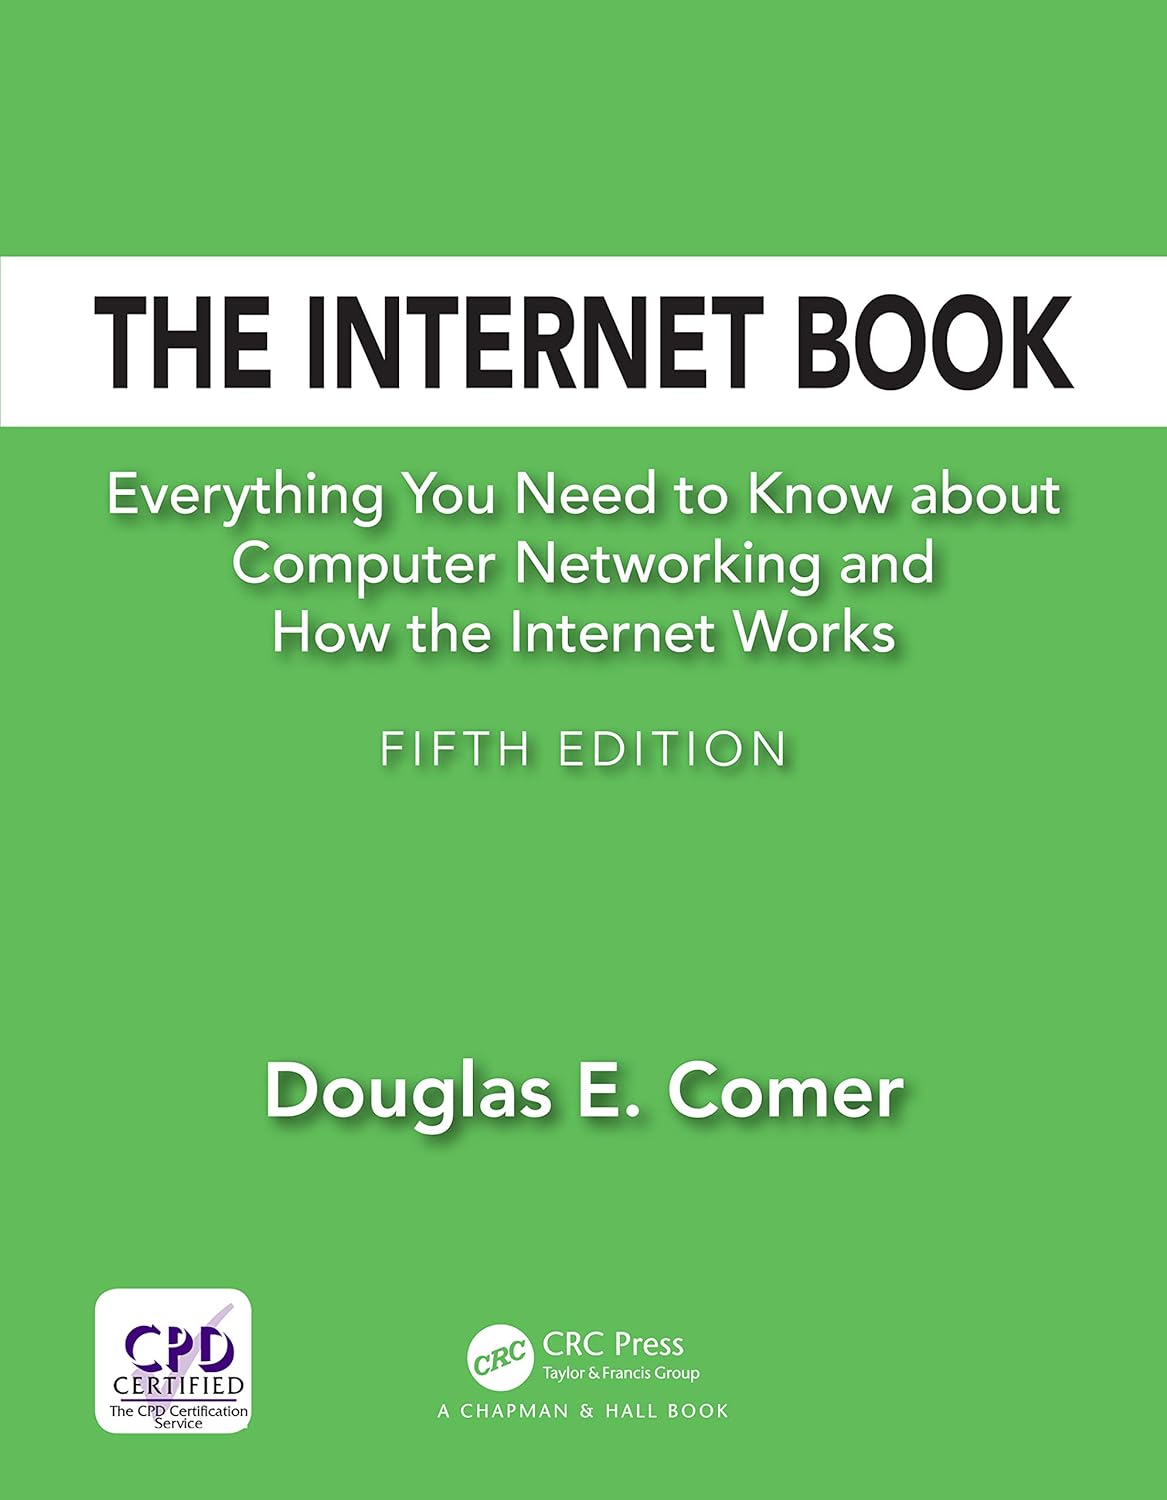 THE INTERNET BOOK
Everything You Need to Know about
Computer Networking and
How the Internet Works
FIFTH EDITION
Douglas E. Comer
CPD
CERTIFIED
The CPD Certification
Service
CRC
CRC Press
Taylor & Francis Group
A CHAPMAN & HALL BOOK